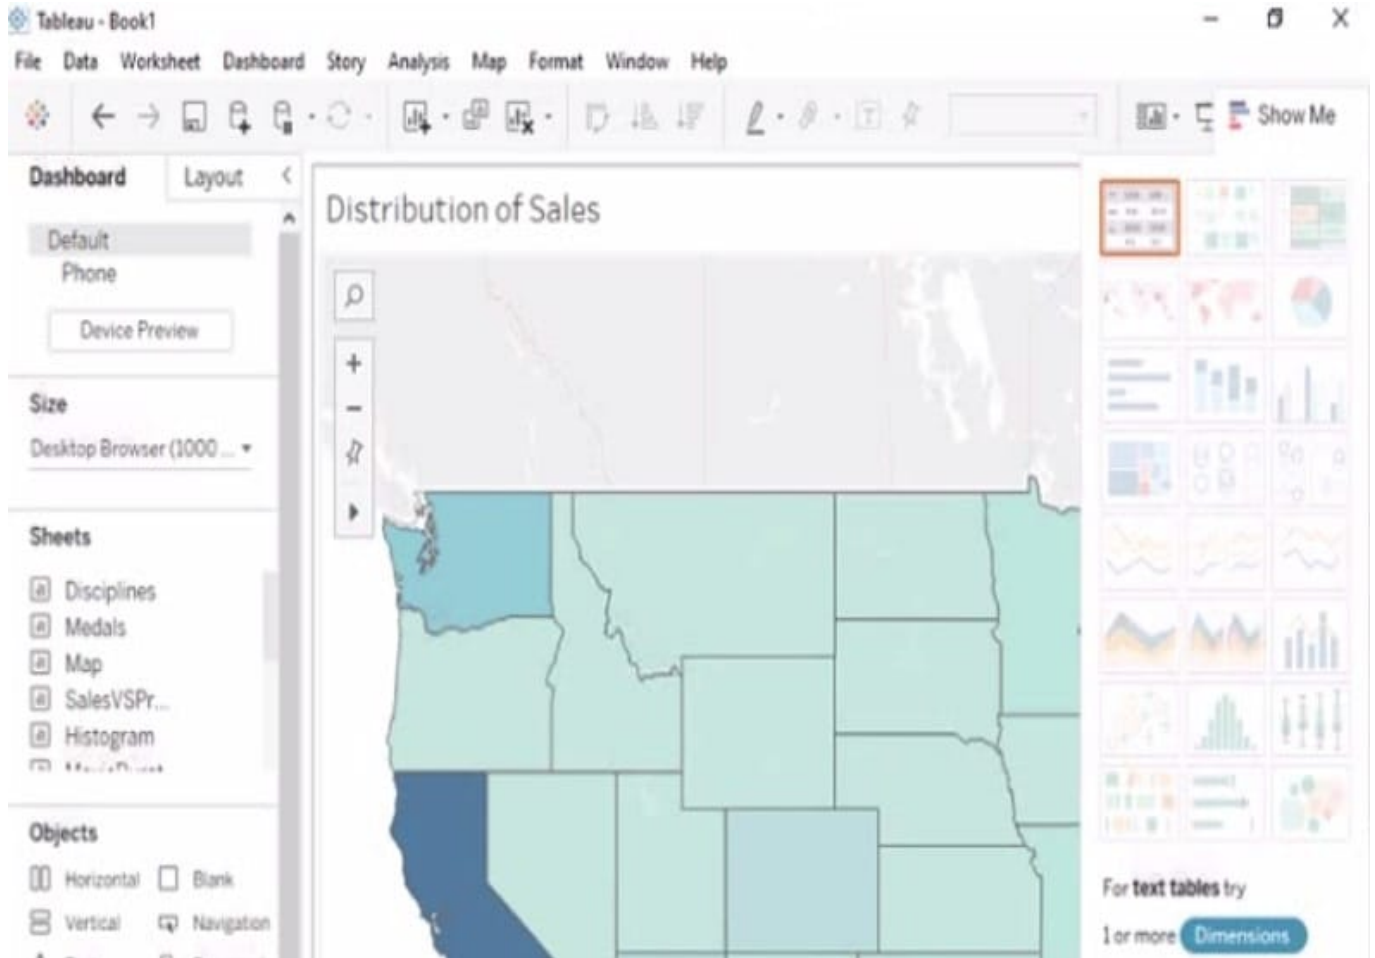 Tableau - Book1
File Data Worksheet Dashboard Story Analysis Map Format Window Help
Show Me
Dashboard Layout
Default
Phone
Device Preview
Size
Desktop Browser (1000 ...
Sheets
Disciplines
Medals
Map
SalesVSPr...
Histogram
Objects
Horizontal Blank
Vertical Navigation
Distribution of Sales
For text tables try
1 or more Dimensions